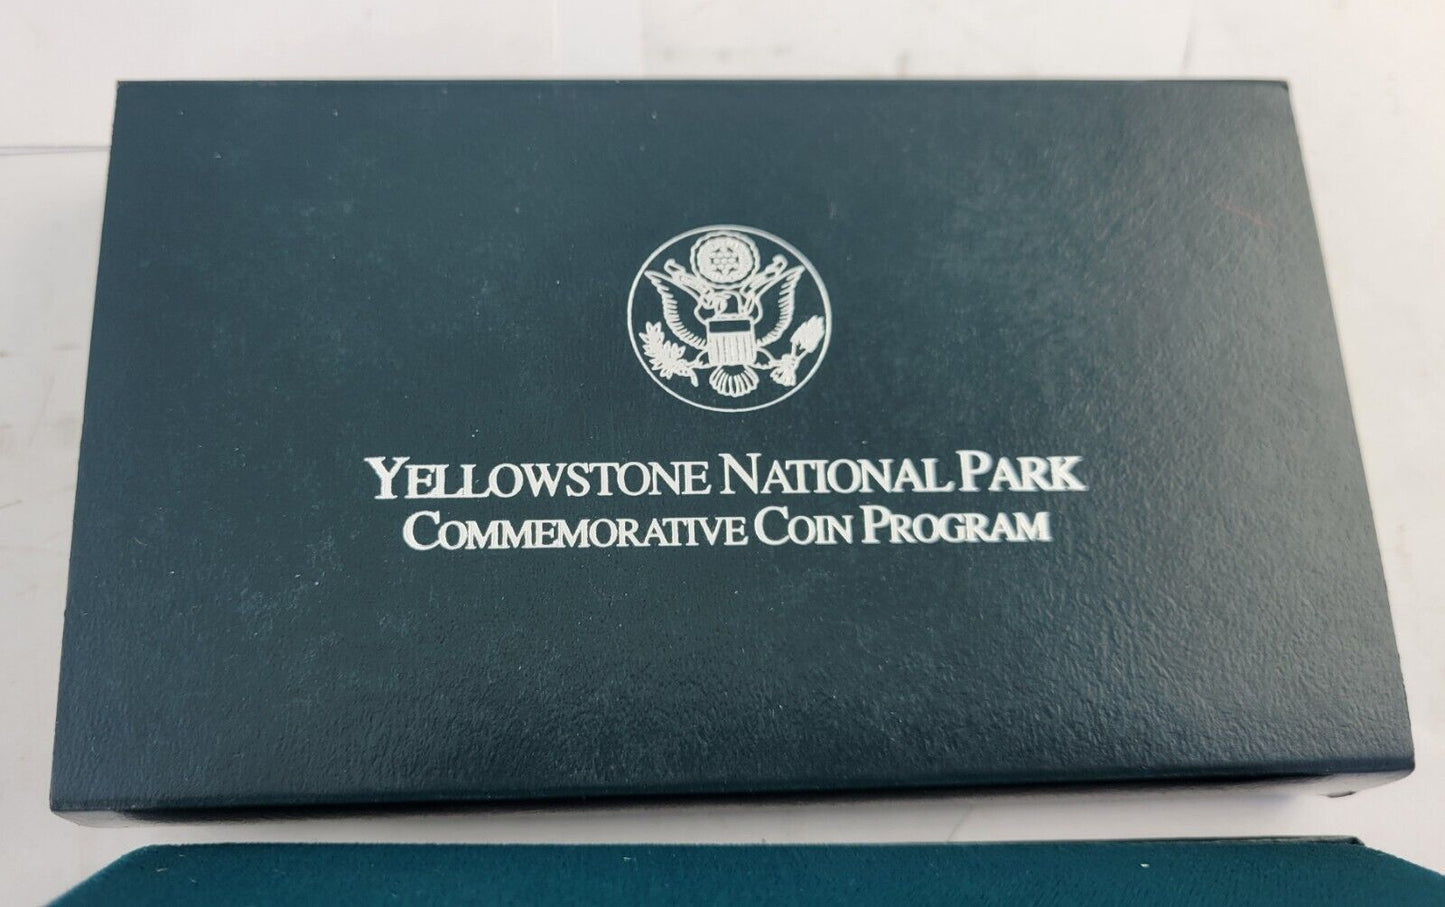 YELLOWSTONE NATIONAL PARK
COMMEMORATIVE COIN PROGRAM